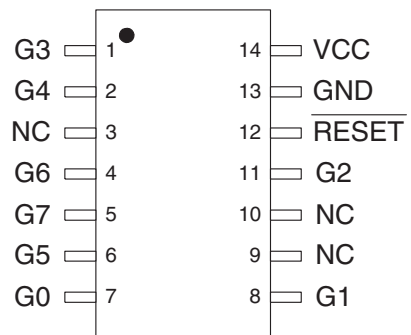 G3 1 14 VCC
G4 2 13 GND
NC 3 12 RESET
G6 4 11 G2
G7 5 10 NC
G5 6 9 NC
G0 7 8 G1